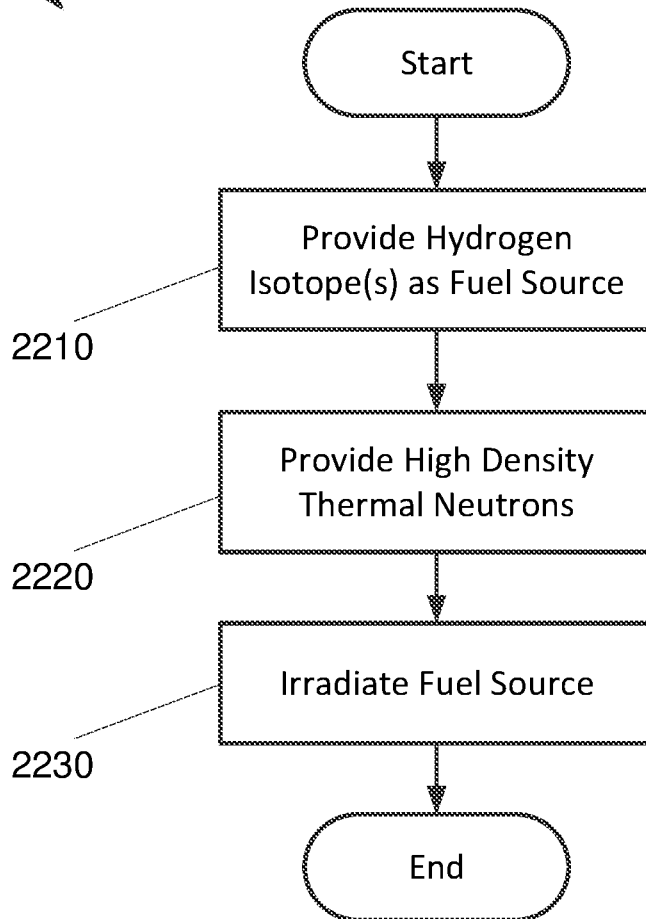 Start
Provide Hydrogen
Isotope(s) as Fuel Source
2210
Provide High Density
Thermal Neutrons
2220
Irradiate Fuel Source
2230
End